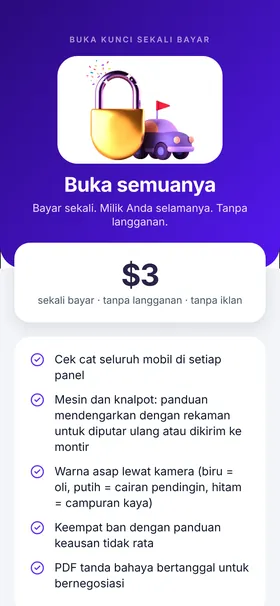 BUKA KUNCI SEKALI BAYAR
Buka semuanya
Bayar sekali. Milik Anda selamanya. Tanpa
langganan.
$3
sekali bayar · tanpa langganan · tanpa iklan
Cek cat seluruh mobil di setiap
panel
Mesin dan knalpot: panduan
mendengarkan dengan rekaman
untuk diputar ulang atau dikirim ke
montir
Warna asap lewat kamera (biru =
oli, putih = cairan pendingin, hitam
= campuran kaya)
Keempat ban dengan panduan
keausan tidak rata
PDF tanda bahaya bertanggal untuk
bernegosiasi